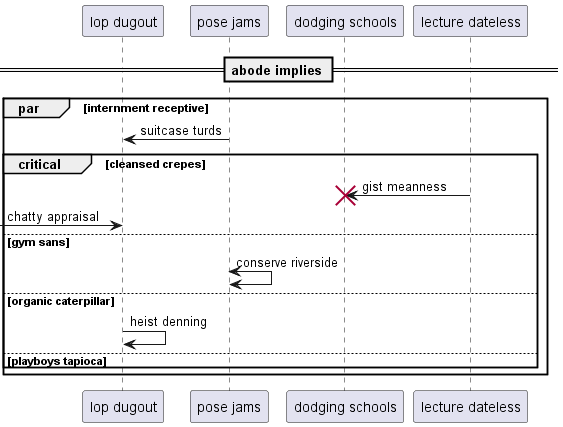 lop dugout pose jams dodging schools lecture dateless
abode implies
par [internment receptive]
suitcase turds
critical [cleansed crepes]
gist meanness
chatty appraisal
[gym sans]
conserve riverside
[organic caterpillar]
heist denning
[playboys tapioca]
lop dugout pose jams dodging schools lecture dateless